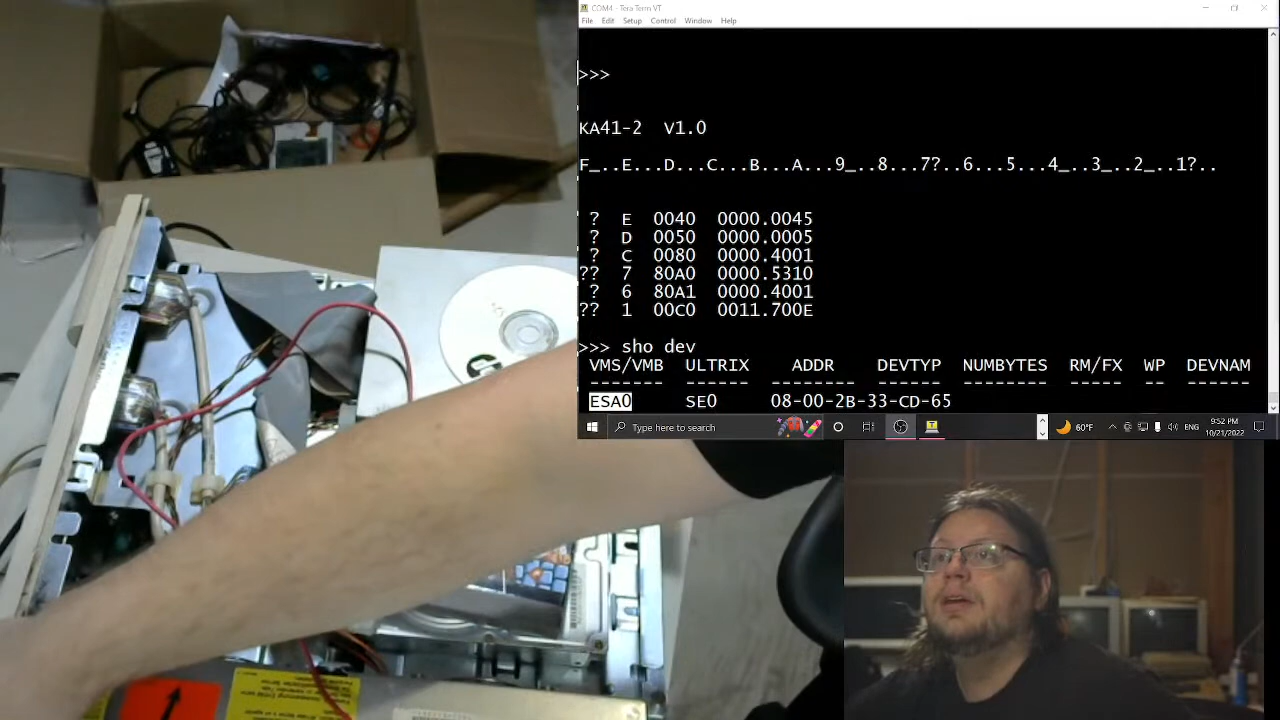 COM4 - Tera Term VT
File Edit Setup Control Window Help
>>>
KA41-2 V1.0
F_..E...D...C...B...A...9_..8...7?..6...5...4_..3_..2_..1?..
? E 0040 0000.0045
? D 0050 0000.0005
? C 0080 0000.4001
?? 7 80A0 0000.5310
? 6 80A1 0000.4001
?? 1 00C0 0011.700E
>>> sho dev
VMS/VMB ULTRIX ADDR DEVTYP NUMBYTES RM/FX WP DEVNAM
------- ------ -------- ------ -------- ----- -- ------
ESA0 SE0 08-00-2B-33-CD-65
Type here to search
60°F
ENG
9:52 PM
10/21/2022